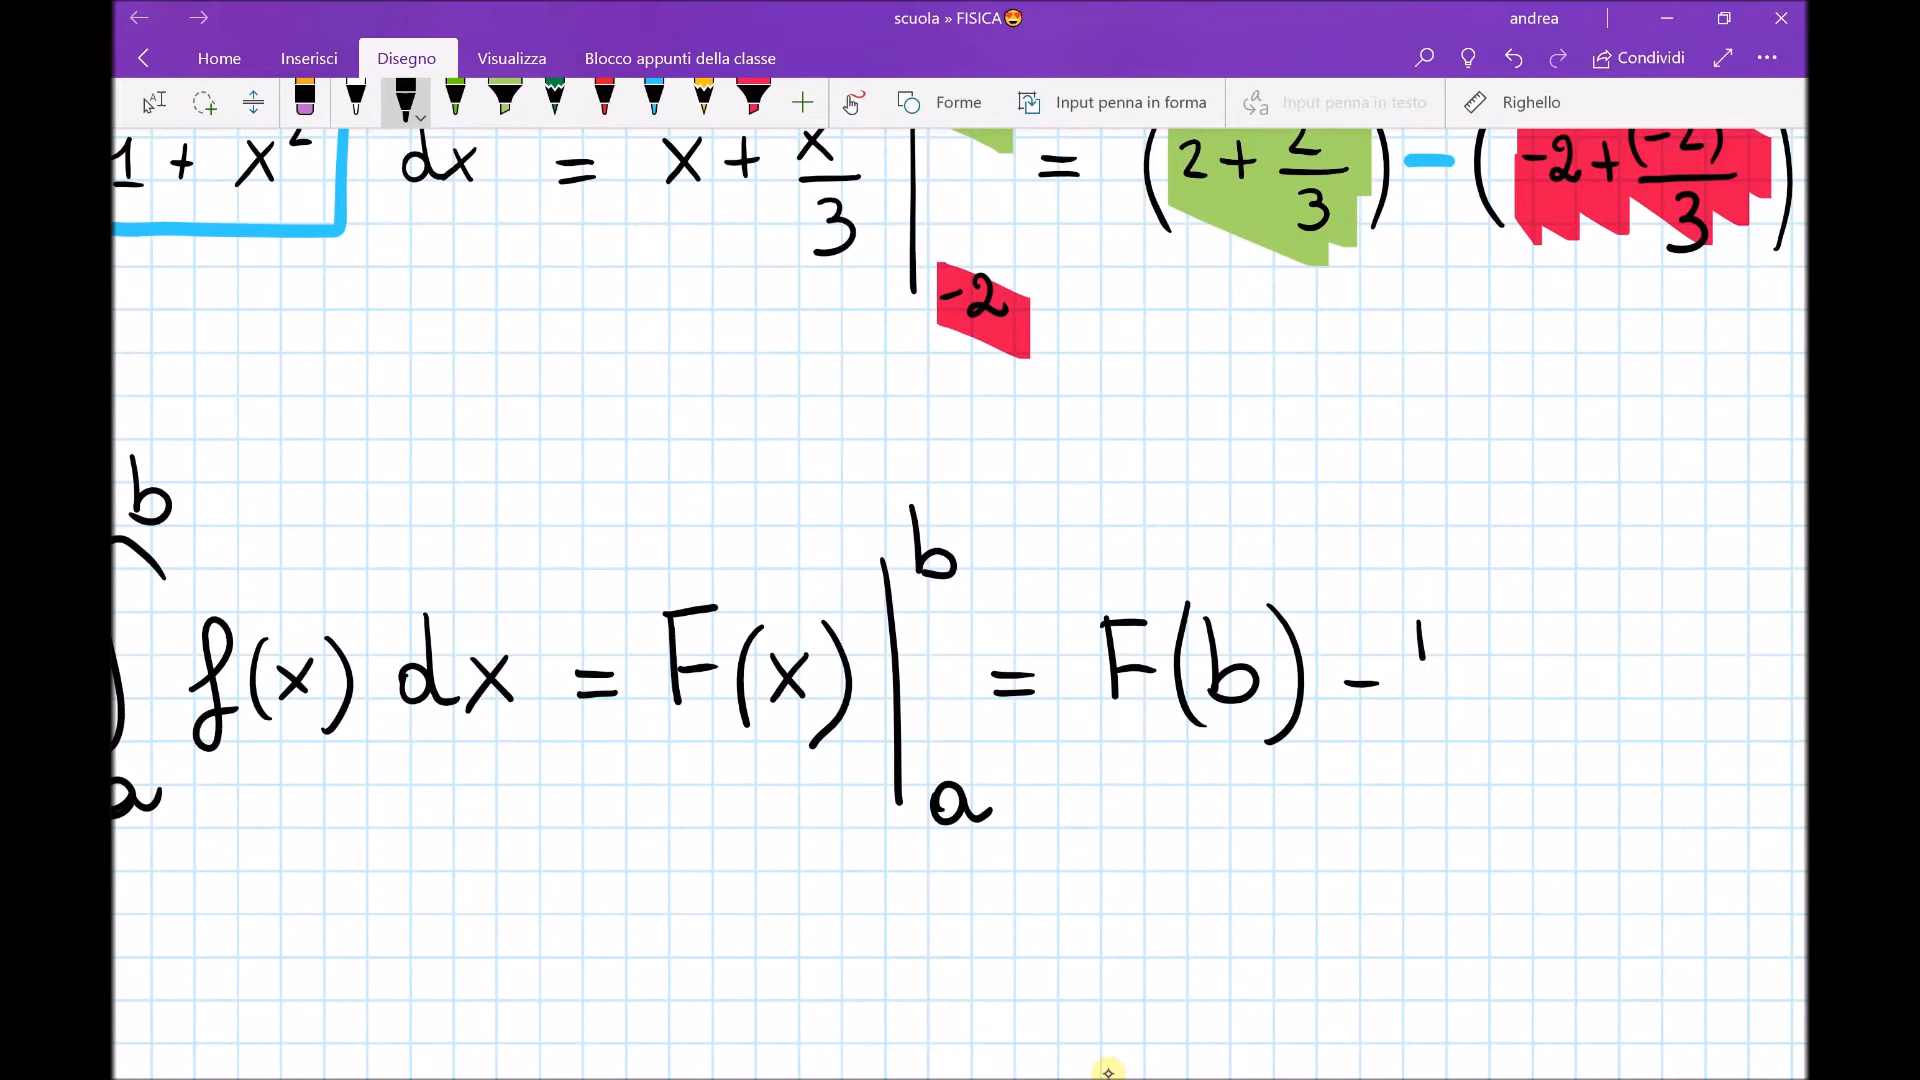 scuola » FISICA😍
andrea
Home Inserisci Disegno Visualizza Blocco appunti della classe Condividi
Forme Input penna in forma Input penna in testo Righello
1 + x² dx = x + x/3 | = (2 + 2/3) - (-2 + (-2)/3)
-2
b
b
f(x) dx = F(x) | = F(b) -
a
a